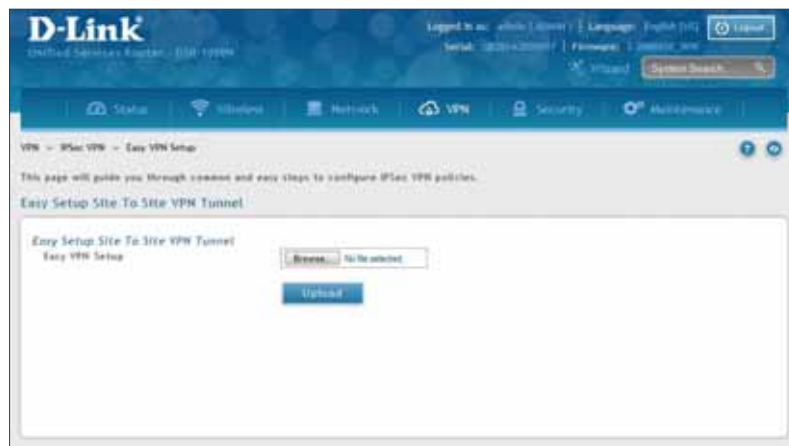 D-Link
Unified Services Router -
Logged in as: admin ( ) | Language: English [US]
Logout
Serial: | Firmware:
Wizard
System Search...
Status
Wireless
Network
VPN
Security
Maintenance
VPN » IPSec VPN » Easy VPN Setup
This page will guide you through common and easy steps to configure IPSec VPN policies.
Easy Setup Site To Site VPN Tunnel
Easy Setup Site To Site VPN Tunnel
Easy VPN Setup
Browse... No file selected.
Upload